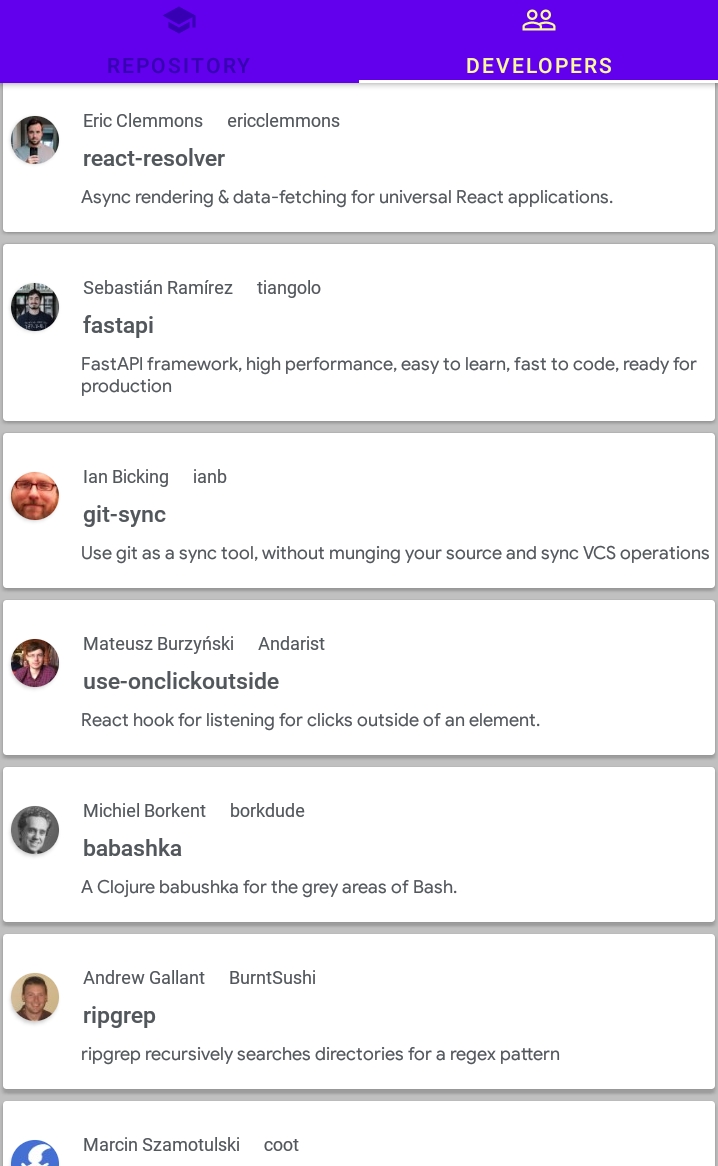 REPOSITORY
DEVELOPERS
Eric Clemmons ericclemmons
react-resolver
Async rendering & data-fetching for universal React applications.
Sebastián Ramírez tiangolo
fastapi
FastAPI framework, high performance, easy to learn, fast to code, ready for
production
Ian Bicking ianb
git-sync
Use git as a sync tool, without munging your source and sync VCS operations
Mateusz Burzyński Andarist
use-onclickoutside
React hook for listening for clicks outside of an element.
Michiel Borkent borkdude
babashka
A Clojure babushka for the grey areas of Bash.
Andrew Gallant BurntSushi
ripgrep
ripgrep recursively searches directories for a regex pattern
Marcin Szamotulski coot